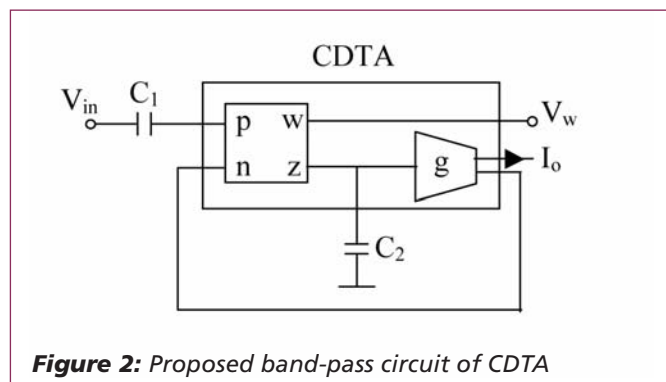 CDTA
V_in
C_1
p w
V_w
n z
g
I_o
C_2
Figure 2: Proposed band-pass circuit of CDTA